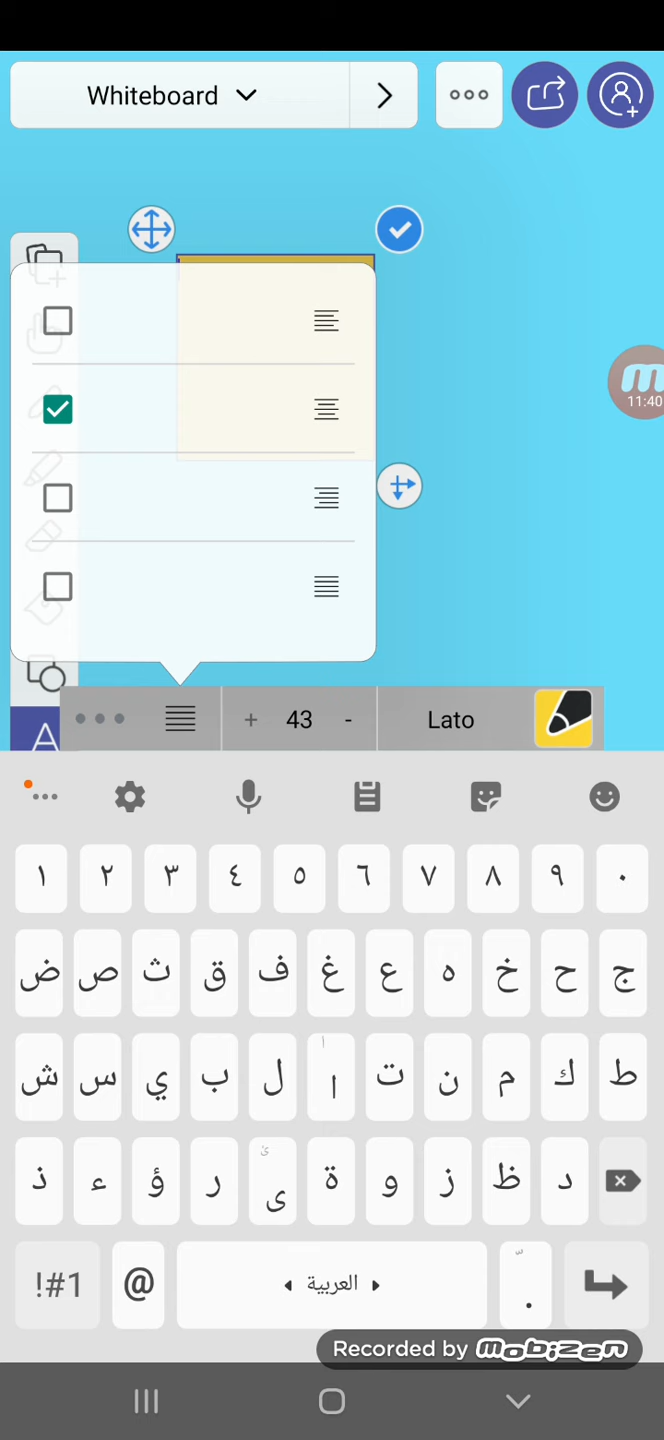 Whiteboard
11:40
+ 43 - Lato
A
١ ٢ ٣ ٤ ٥ ٦ ٧ ٨ ٩ ٠
ض ص ث ق ف غ ع ه خ ح ج
ش س ي ب ل ا ت ن م ك ط
ذ ء ؤ ر ى ة و ز ظ د
!#1 @ العربية .
Recorded by mobizen